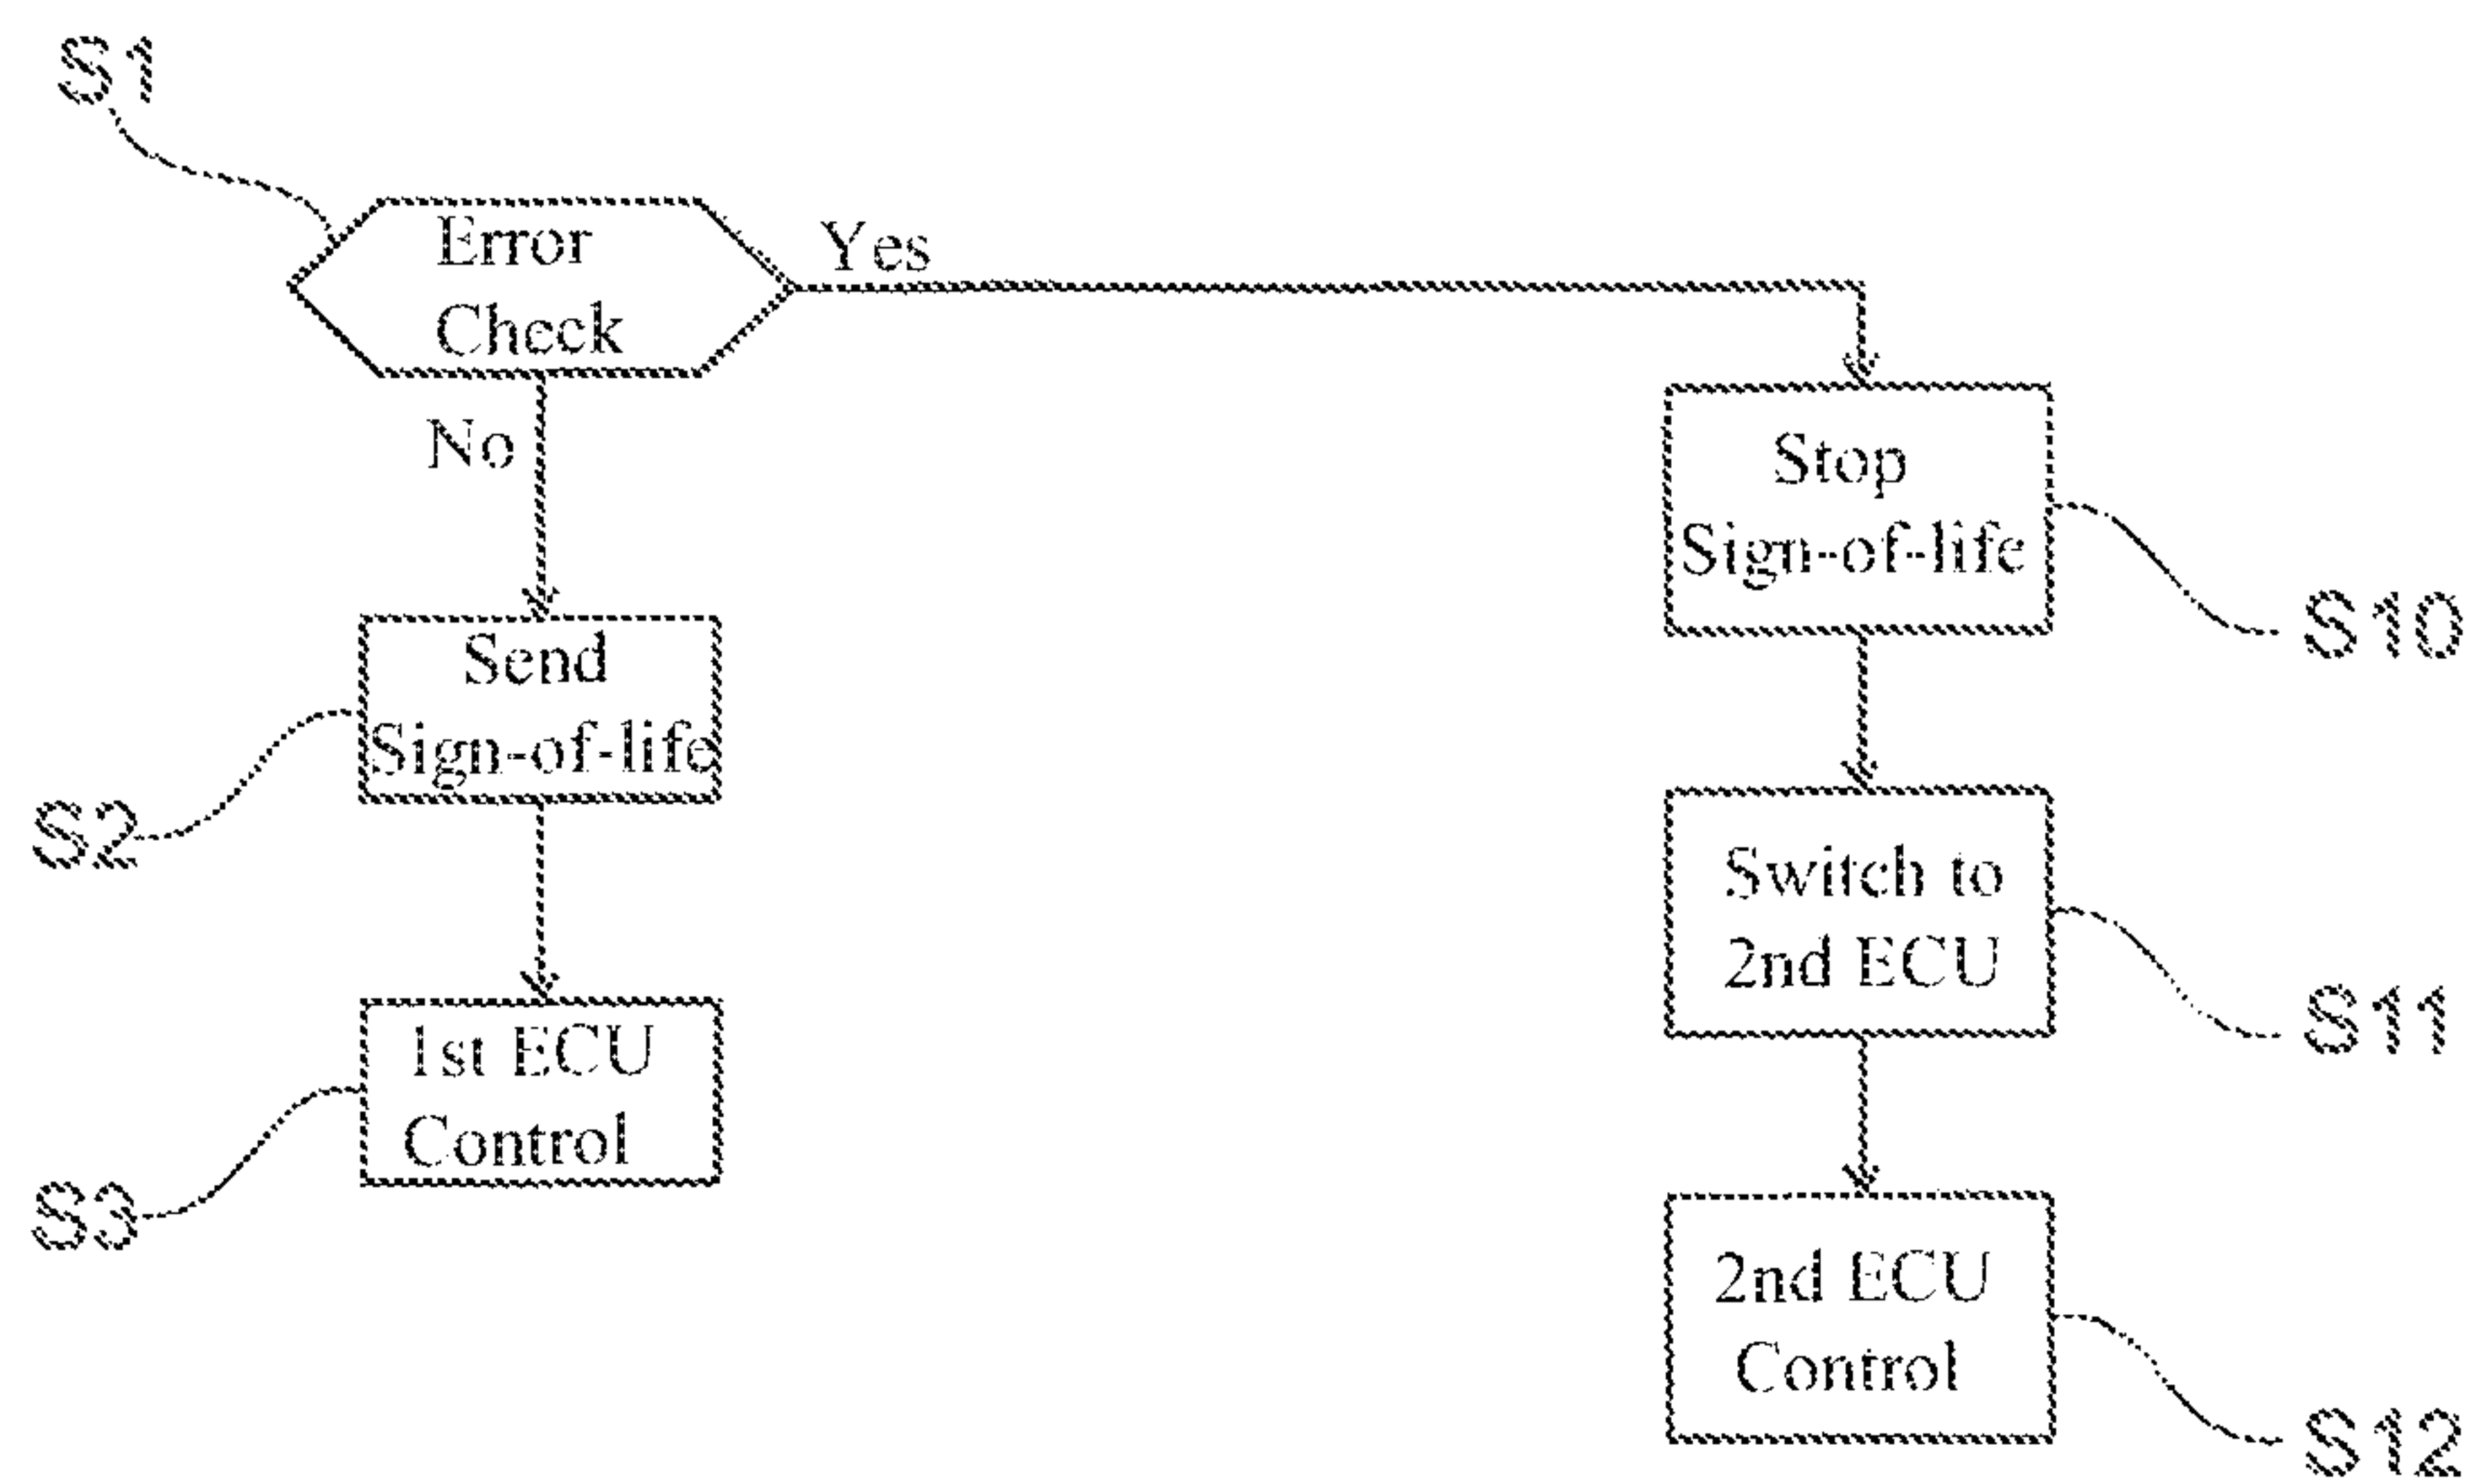 S1
Error
Check
Yes
No
Send
Sign-of-life
S2
1st ECU
Control
S3
Stop
Sign-of-life
S10
Switch to
2nd ECU
S11
2nd ECU
Control
S12